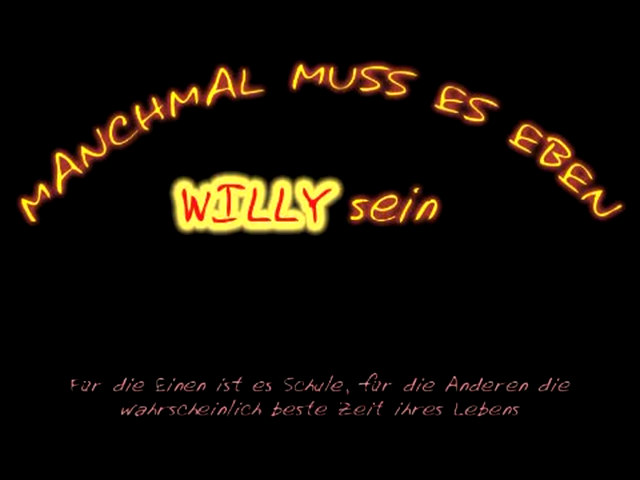 MANCHMAL MUSS ES EBEN
WILLY sein
Für die Einen ist es Schule, für die Anderen die
wahrscheinlich beste Zeit ihres Lebens